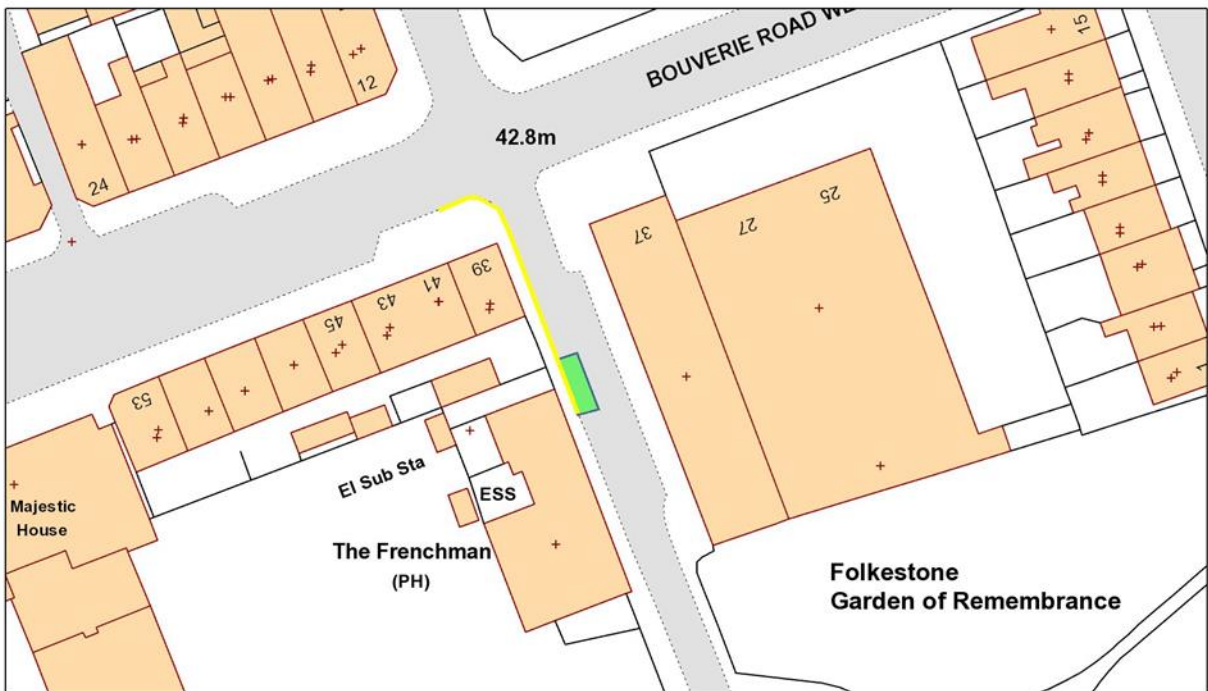 12
24
BOUVERIE ROAD WE
42.8m
15
37
27
25
39
41
43
45
53
El Sub Sta
ESS
Majestic
House
The Frenchman
(PH)
Folkestone
Garden of Remembrance
1